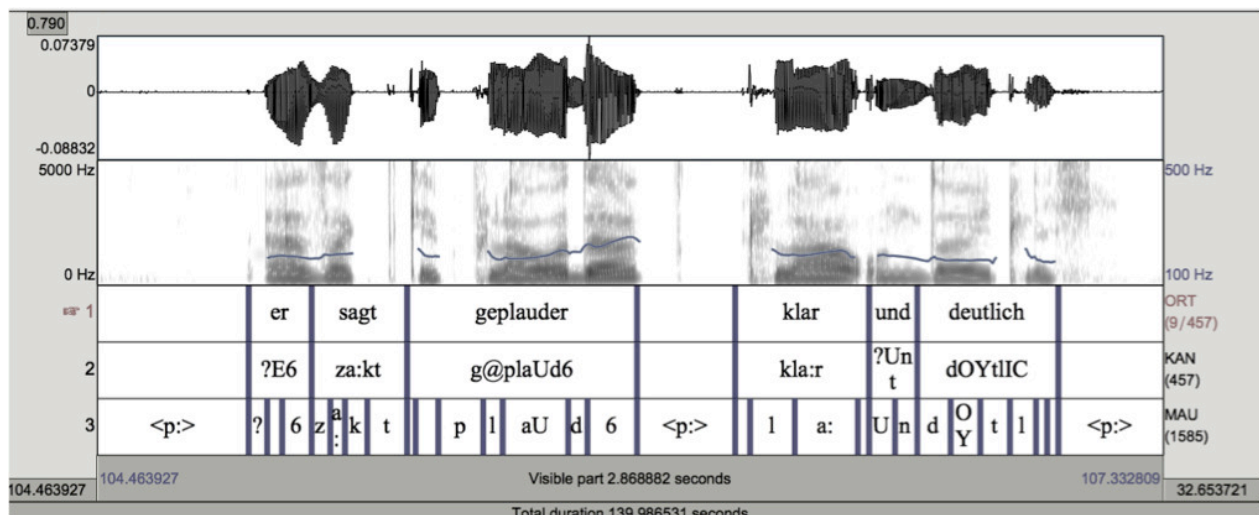 0.790
0.07379
0
-0.08832
5000 Hz 500 Hz
0 Hz 100 Hz
1 er sagt geplauder klar und deutlich ORT (9/457)
2 ?E6 za:kt g@plaUd6 kla:r ?Unt dOYtlIC KAN (457)
3 <p:> ? 6 z a: k t p l aU d 6 <p:> l a: U n d OY t l <p:> MAU (1585)
104.463927 Visible part 2.868882 seconds 107.332809
104.463927 32.653721
Total duration 139.986531 seconds